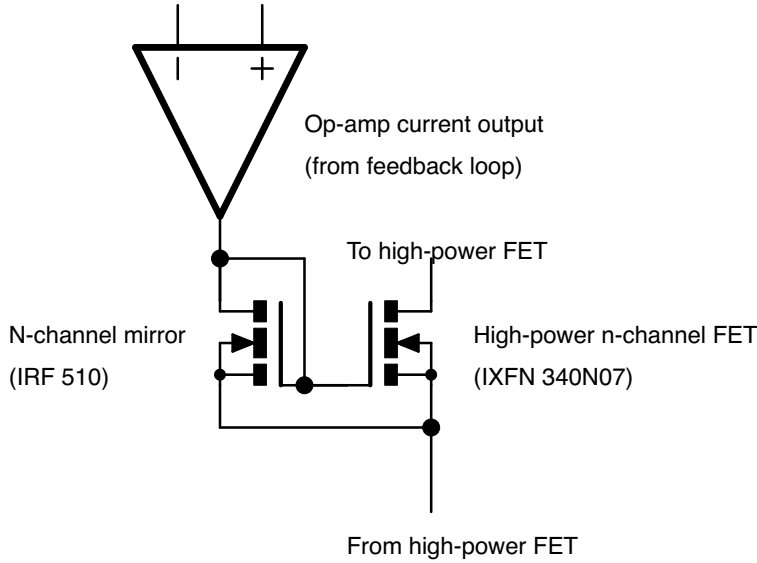 Op-amp current output
(from feedback loop)
To high-power FET
N-channel mirror
(IRF 510)
High-power n-channel FET
(IXFN 340N07)
From high-power FET